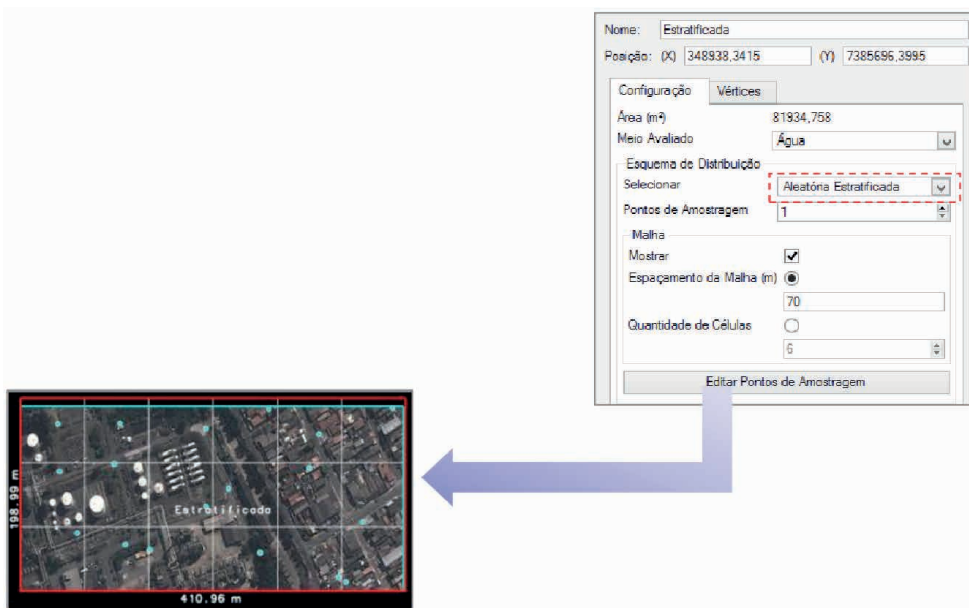 Nome: Estratificada
Posição: (X) 348938,3415 (Y) 7385696,3995
Configuração Vértices
Área (m²) 81934,758
Meio Avaliado Água
Esquema de Distribuição
Selecionar Aleatória Estratificada
Pontos de Amostragem 1
Malha
Mostrar
Espaçamento da Malha (m)
70
Quantidade de Células
6
Editar Pontos de Amostragem
198.99 m
Estratificada
410.96 m